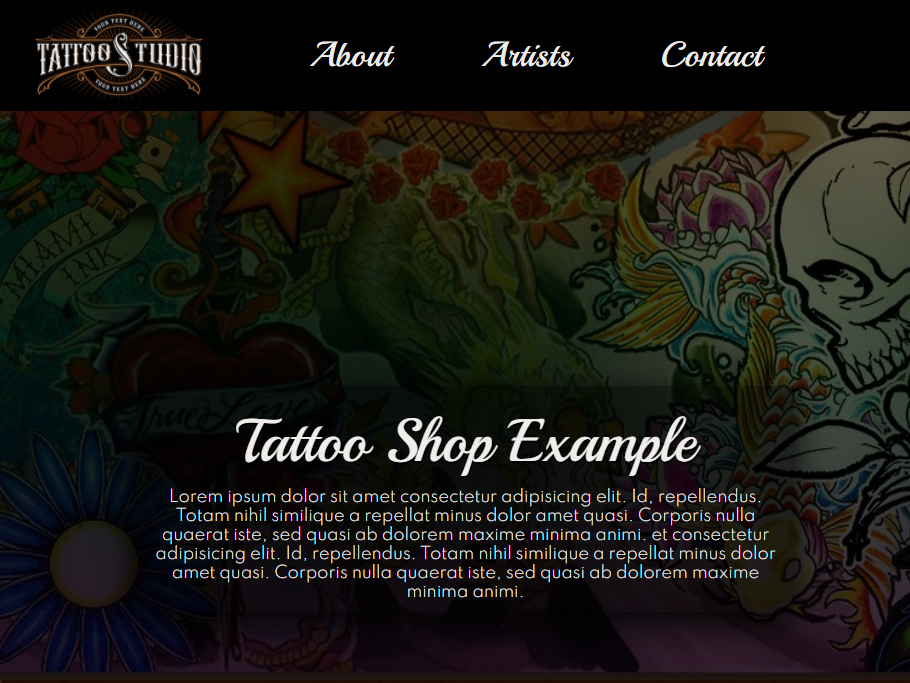 YOUR TEXT HERE
TATTOO STUDIO
YOUR TEXT HERE
About
Artists
Contact
MIAMI
INK
True Love
Tattoo Shop Example
Lorem ipsum dolor sit amet consectetur adipisicing elit. Id, repellendus.
Totam nihil similique a repellat minus dolor amet quasi. Corporis nulla
quaerat iste, sed quasi ab dolorem maxime minima animi. et consectetur
adipisicing elit. Id, repellendus. Totam nihil similique a repellat minus dolor
amet quasi. Corporis nulla quaerat iste, sed quasi ab dolorem maxime
minima animi.